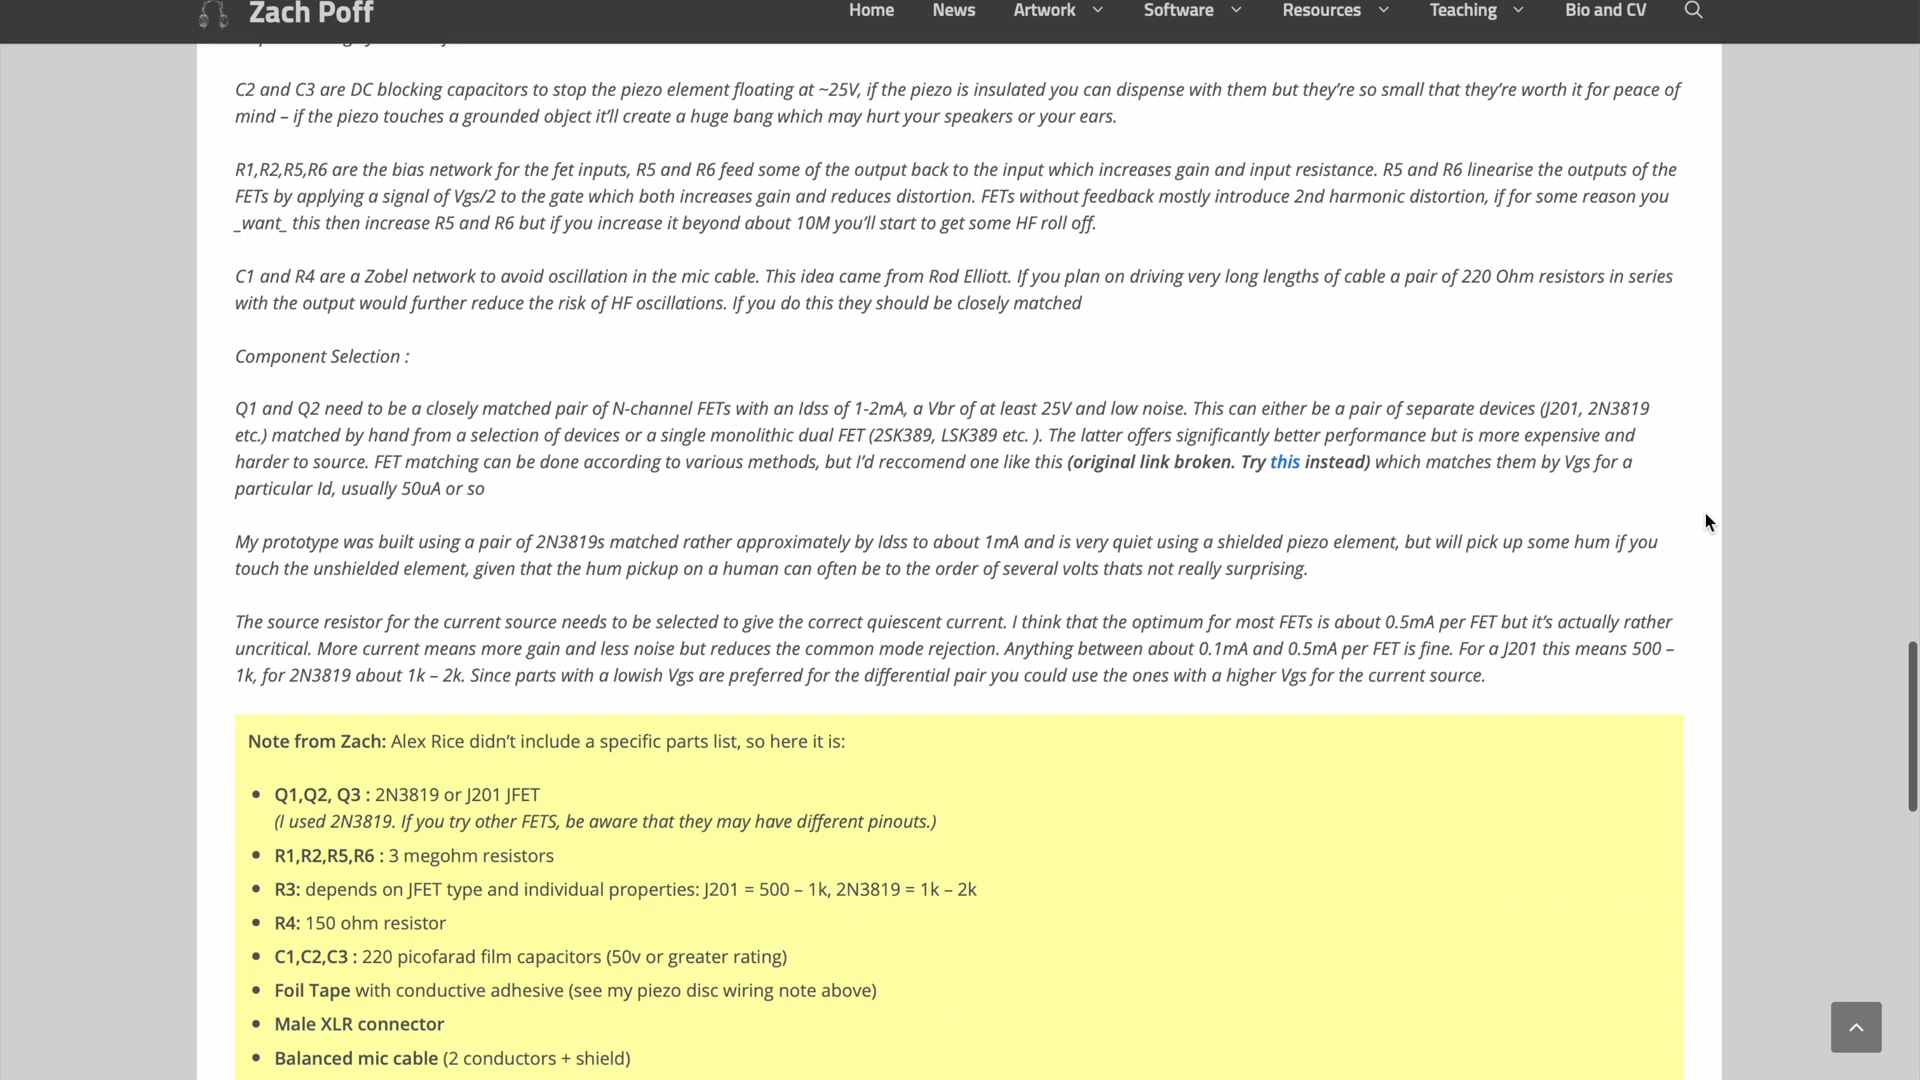 Zach Poff
Home News Artwork Software Resources Teaching Bio and CV
C2 and C3 are DC blocking capacitors to stop the piezo element floating at ~25V, if the piezo is insulated you can dispense with them but they’re so small that they’re worth it for peace of
mind – if the piezo touches a grounded object it’ll create a huge bang which may hurt your speakers or your ears.
R1,R2,R5,R6 are the bias network for the fet inputs, R5 and R6 feed some of the output back to the input which increases gain and input resistance. R5 and R6 linearise the outputs of the
FETs by applying a signal of Vgs/2 to the gate which both increases gain and reduces distortion. FETs without feedback mostly introduce 2nd harmonic distortion, if for some reason you
_want_ this then increase R5 and R6 but if you increase it beyond about 10M you’ll start to get some HF roll off.
C1 and R4 are a Zobel network to avoid oscillation in the mic cable. This idea came from Rod Elliott. If you plan on driving very long lengths of cable a pair of 220 Ohm resistors in series
with the output would further reduce the risk of HF oscillations. If you do this they should be closely matched
Component Selection :
Q1 and Q2 need to be a closely matched pair of N-channel FETs with an Idss of 1-2mA, a Vbr of at least 25V and low noise. This can either be a pair of separate devices (J201, 2N3819
etc.) matched by hand from a selection of devices or a single monolithic dual FET (2SK389, LSK389 etc. ). The latter offers significantly better performance but is more expensive and
harder to source. FET matching can be done according to various methods, but I’d reccomend one like this (original link broken. Try this instead) which matches them by Vgs for a
particular Id, usually 50uA or so
My prototype was built using a pair of 2N3819s matched rather approximately by Idss to about 1mA and is very quiet using a shielded piezo element, but will pick up some hum if you
touch the unshielded element, given that the hum pickup on a human can often be to the order of several volts thats not really surprising.
The source resistor for the current source needs to be selected to give the correct quiescent current. I think that the optimum for most FETs is about 0.5mA per FET but it’s actually rather
uncritical. More current means more gain and less noise but reduces the common mode rejection. Anything between about 0.1mA and 0.5mA per FET is fine. For a J201 this means 500 –
1k, for 2N3819 about 1k – 2k. Since parts with a lowish Vgs are preferred for the differential pair you could use the ones with a higher Vgs for the current source.
Note from Zach: Alex Rice didn’t include a specific parts list, so here it is:
• Q1,Q2, Q3 : 2N3819 or J201 JFET
(I used 2N3819. If you try other FETS, be aware that they may have different pinouts.)
• R1,R2,R5,R6 : 3 megohm resistors
• R3: depends on JFET type and individual properties: J201 = 500 – 1k, 2N3819 = 1k – 2k
• R4: 150 ohm resistor
• C1,C2,C3 : 220 picofarad film capacitors (50v or greater rating)
• Foil Tape with conductive adhesive (see my piezo disc wiring note above)
• Male XLR connector
• Balanced mic cable (2 conductors + shield)